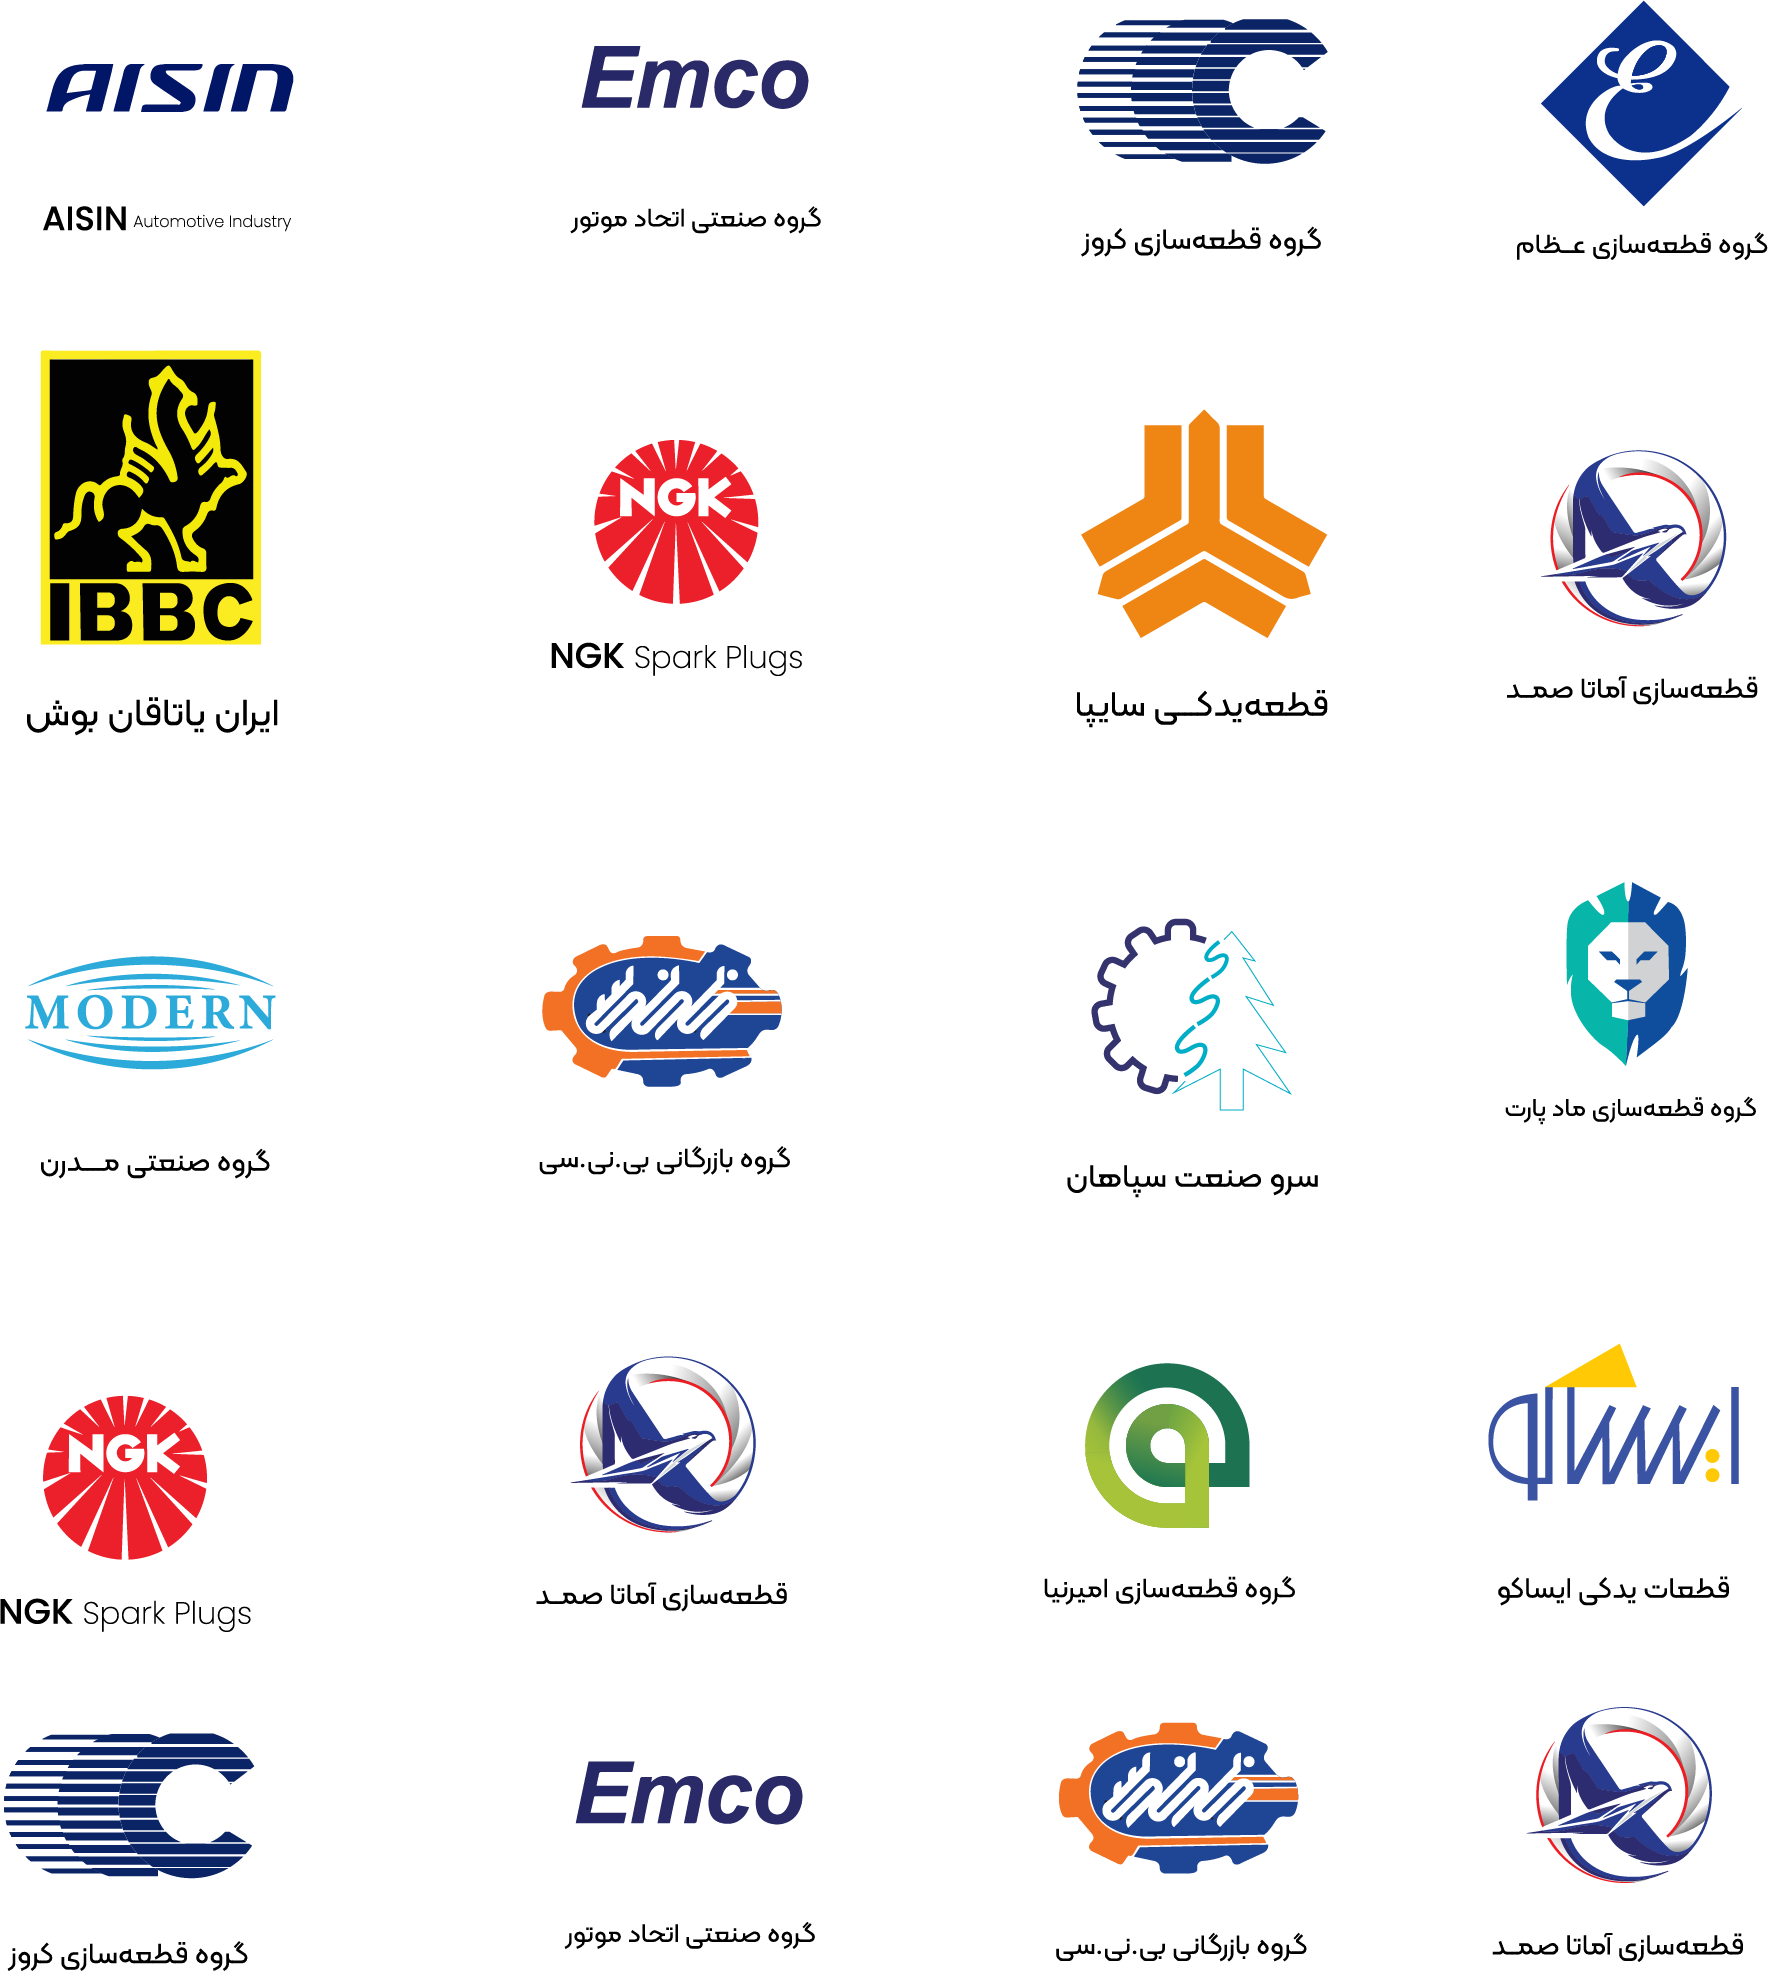 AISIN
AISIN Automotive Industry
Emco
گروه صنعتی اتحاد موتور
گروه قطعه‌سازی کروز
گروه قطعه‌سازی عـظام
IBBC
ایران یاتاقان بوش
NGK
NGK Spark Plugs
قطعه‌یدکــی سایپا
قطعه‌سازی آماتا صمـد
MODERN
گروه صنعتی مــدرن
گروه بازرگانی بی.نی.سی
سرو صنعت سپاهان
گروه قطعه‌سازی ماد پارت
NGK
NGK Spark Plugs
قطعه‌سازی آماتا صمـد
گروه قطعه‌سازی امیرنیا
ایساکو
قطعات یدکی ایساکو
گروه قطعه‌سازی کروز
Emco
گروه صنعتی اتحاد موتور
گروه بازرگانی بی.نی.سی
قطعه‌سازی آماتا صمـد